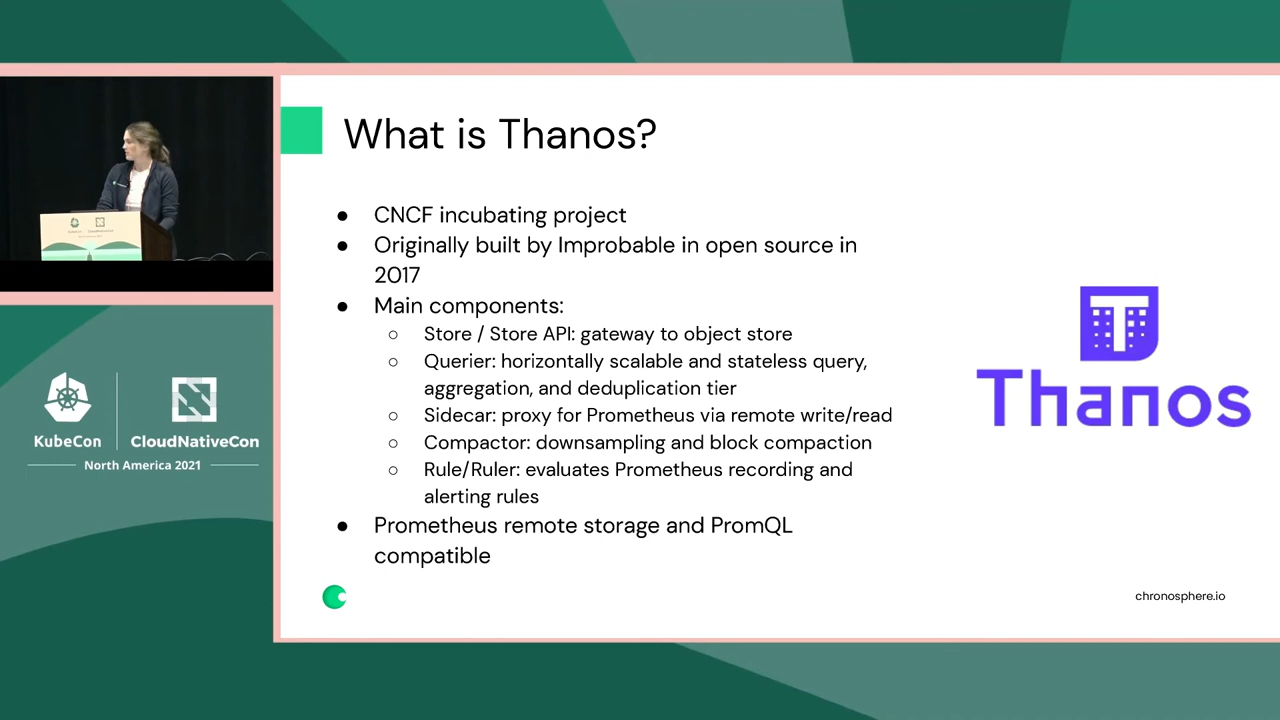 What is Thanos?
● CNCF incubating project
● Originally built by Improbable in open source in
2017
● Main components:
○ Store / Store API: gateway to object store
○ Querier: horizontally scalable and stateless query,
aggregation, and deduplication tier
○ Sidecar: proxy for Prometheus via remote write/read
○ Compactor: downsampling and block compaction
○ Rule/Ruler: evaluates Prometheus recording and
alerting rules
● Prometheus remote storage and PromQL
compatible
Thanos
chronosphere.io
KubeCon
CloudNativeCon
North America 2021